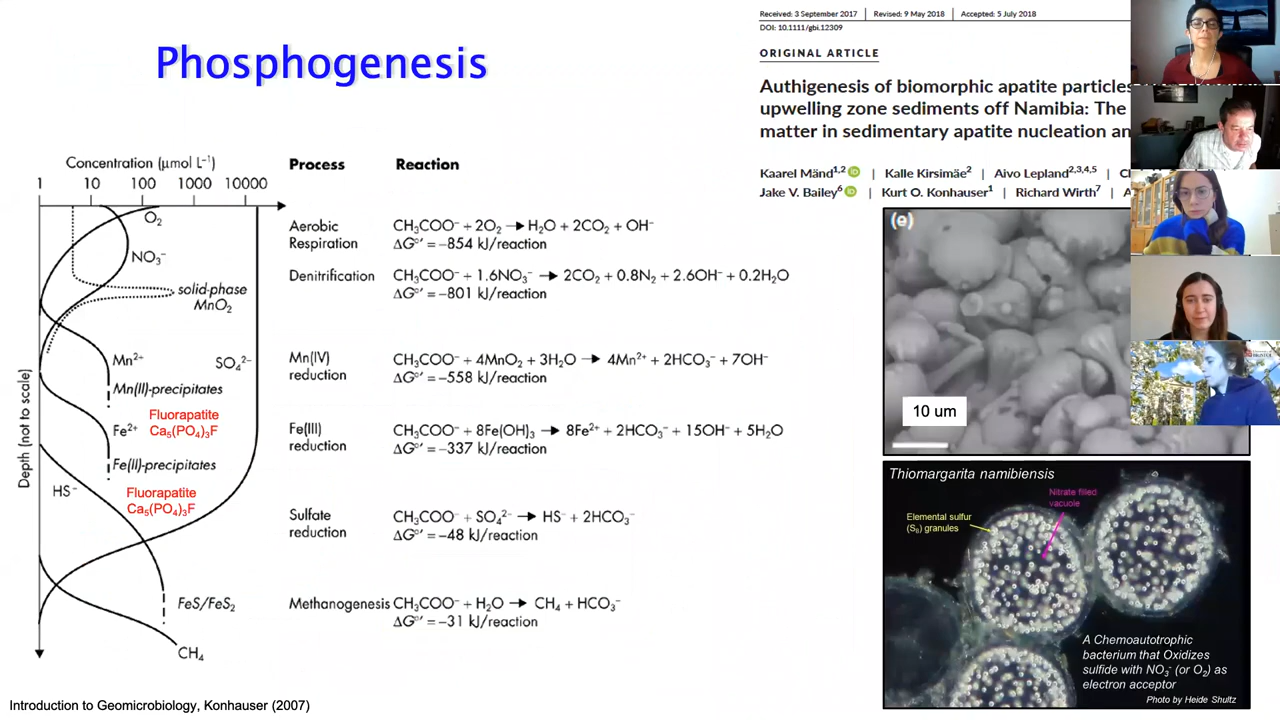 Phosphogenesis
Received: 3 September 2017 | Revised: 9 May 2018 | Accepted: 5 July 2018
DOI: 10.1111/gbi.12309
ORIGINAL ARTICLE
Authigenesis of biomorphic apatite particles
upwelling zone sediments off Namibia: The
matter in sedimentary apatite nucleation
Kaarel Mänd1,2 | Kalle Kirsimäe2 | Aivo Lepland2,3,4,5 |
Jake V. Bailey6 | Kurt O. Konhauser1 | Richard Wirth7 |
Concentration (μmol L⁻¹)
1 10 100 1000 10000
Depth (not to scale)
O₂
NO₃⁻
solid-phase
MnO₂
Mn²⁺
SO₄²⁻
Mn(II)-precipitates
Fluorapatite
Ca₅(PO₄)₃F
Fe²⁺
Fe(II)-precipitates
HS⁻
Fluorapatite
Ca₅(PO₄)₃F
FeS/FeS₂
CH₄
Process Reaction
Aerobic
Respiration
CH₃COO⁻ + 2O₂ → H₂O + 2CO₂ + OH⁻
ΔG°′ = −854 kJ/reaction
Denitrification
CH₃COO⁻ + 1.6NO₃⁻ → 2CO₂ + 0.8N₂ + 2.6OH⁻ + 0.2H₂O
ΔG°′ = −801 kJ/reaction
Mn(IV)
reduction
CH₃COO⁻ + 4MnO₂ + 3H₂O → 4Mn²⁺ + 2HCO₃⁻ + 7OH⁻
ΔG°′ = −558 kJ/reaction
Fe(III)
reduction
CH₃COO⁻ + 8Fe(OH)₃ → 8Fe²⁺ + 2HCO₃⁻ + 15OH⁻ + 5H₂O
ΔG°′ = −337 kJ/reaction
Sulfate
reduction
CH₃COO⁻ + SO₄²⁻ → HS⁻ + 2HCO₃⁻
ΔG°′ = −48 kJ/reaction
Methanogenesis
CH₃COO⁻ + H₂O → CH₄ + HCO₃⁻
ΔG°′ = −31 kJ/reaction
(e)
10 um
Thiomargarita namibiensis
Nitrate filled
vacuole
Elemental sulfur
(S₈) granules
A Chemoautrophic
bacterium that Oxidizes
sulfide with NO₃⁻ (or O₂) as
electron acceptor
Photo by Heide Shultz
Introduction to Geomicrobiology, Konhauser (2007)